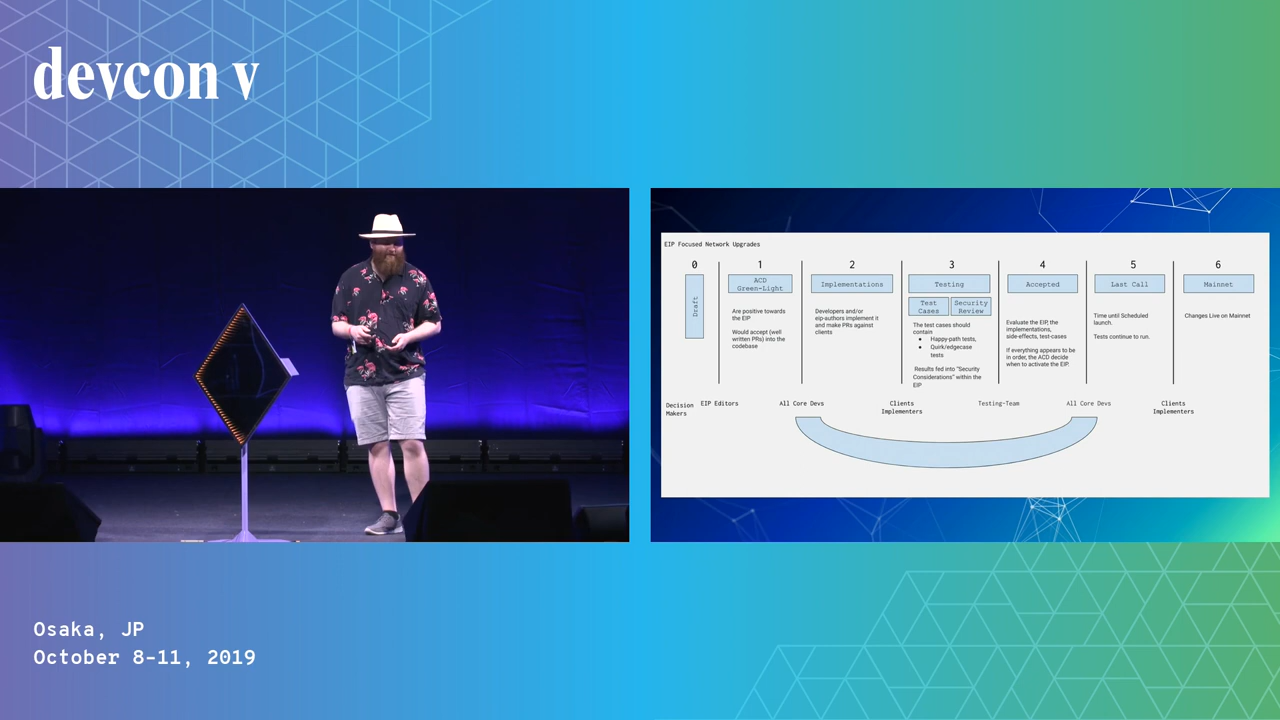 devcon v
EIP Focused Network Upgrades
0
1
2
3
4
5
6
Draft
ACD
Green-Light
Implementations
Testing
Accepted
Last Call
Mainnet
Test
Cases
Security
Review
Are positive towards
the EIP
Would accept (well
written PRs) into the
codebase
Developers and/or
eip-authors implement it
and make PRs against
clients
The test cases should
contain
● Happy-path tests,
● Quirk/edgecase
tests
Results fed into "Security
Considerations" within the
EIP
Evaluate the EIP, the
implementations,
side-effects, test-cases
If everything appears to be
in order, the ACD decide
when to activate the EIP.
Time until Scheduled
launch.
Tests continue to run.
Changes Live on Mainnet
Decision
Makers
EIP Editors
All Core Devs
Clients
Implementers
Testing-Team
All Core Devs
Clients
Implementers
Osaka, JP
October 8-11, 2019